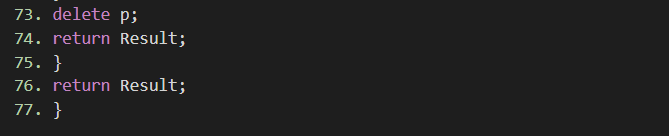 73. delete p;
74. return Result;
75. }
76. return Result;
77. }